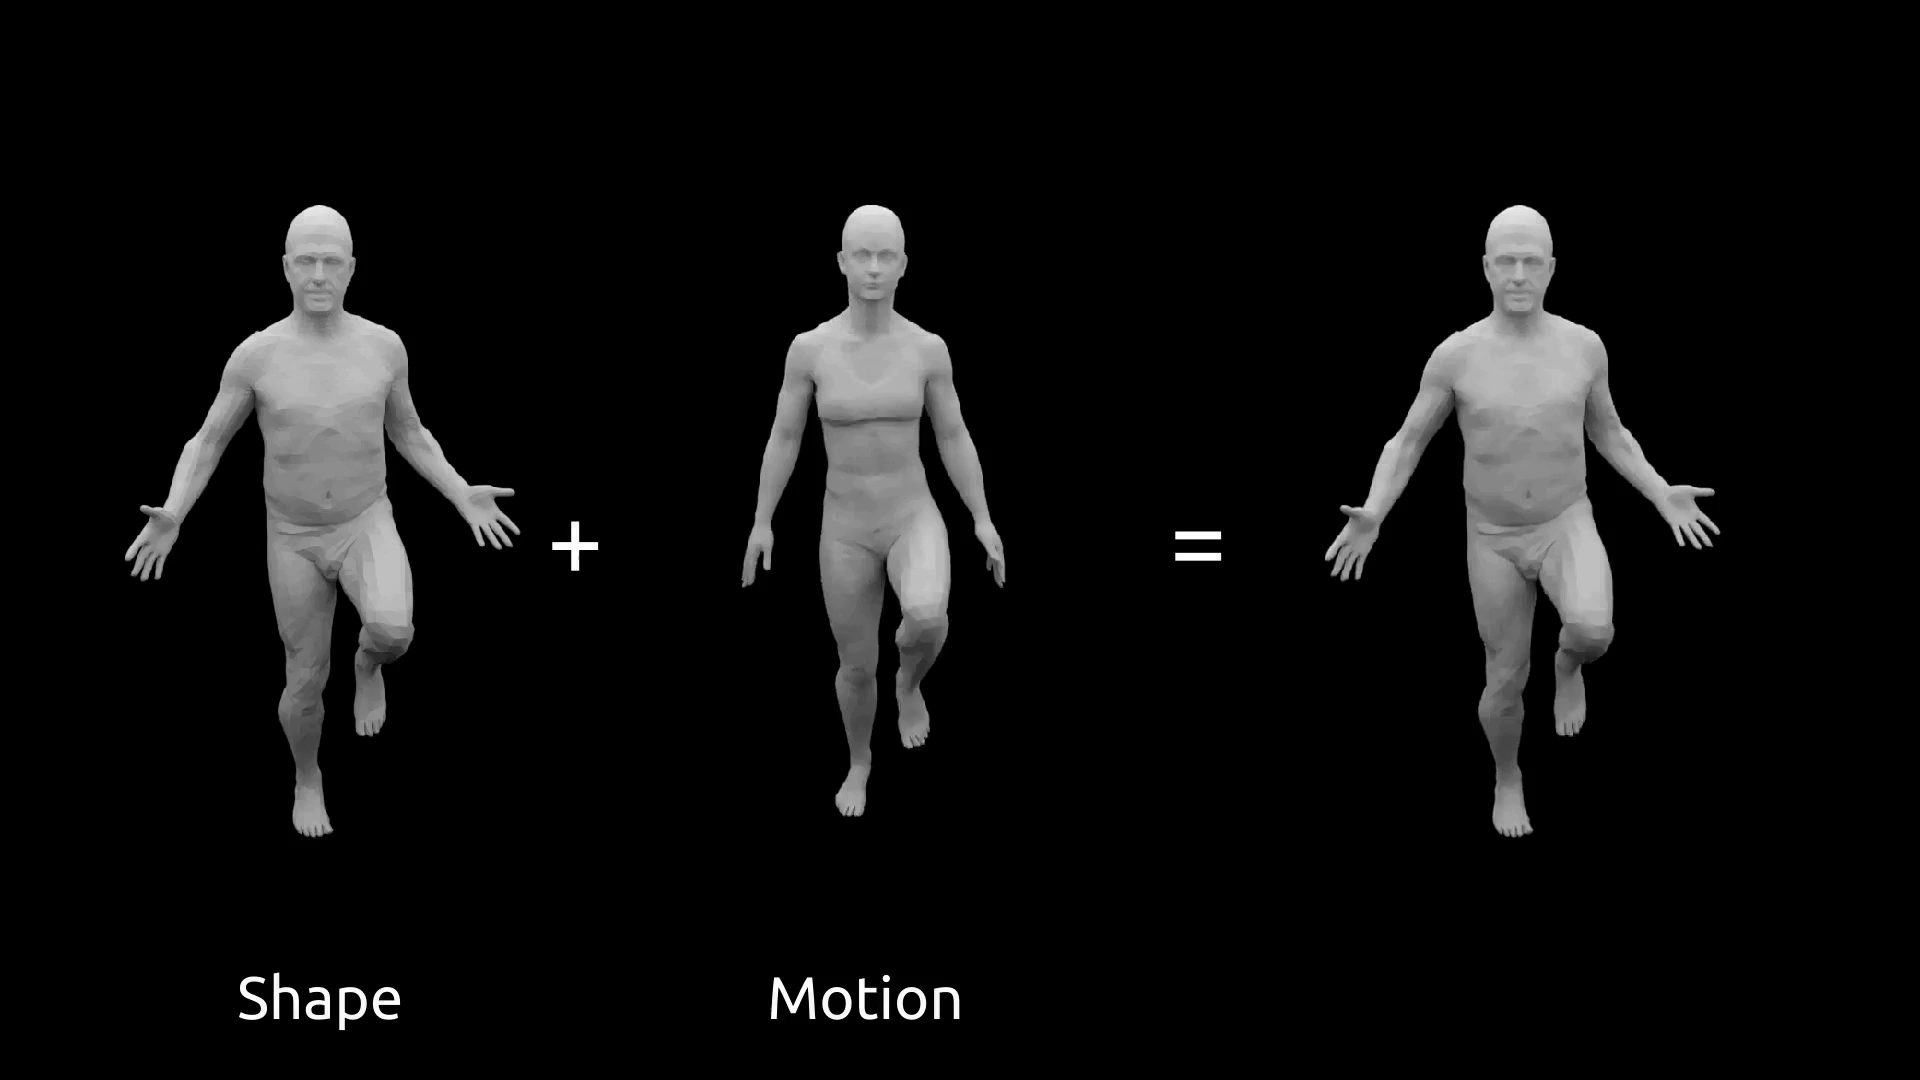 + =
Shape Motion